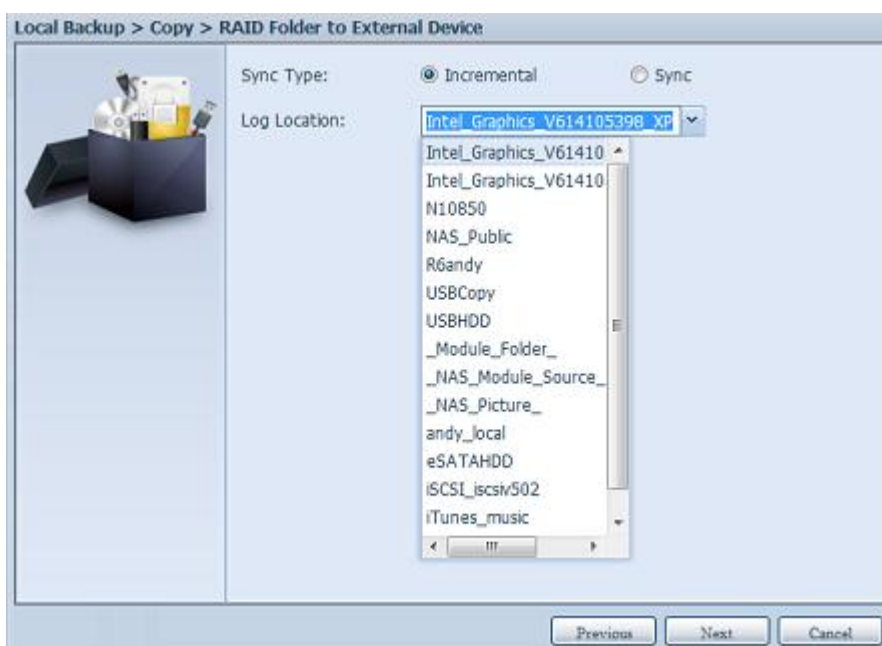 Local Backup > Copy > RAID Folder to External Device
Sync Type: Incremental Sync
Log Location: Intel_Graphics_V614105398_XP
Intel_Graphics_V61410
Intel_Graphics_V61410
N10850
NAS_Public
R6andy
USBCopy
USBHDD
_Module_Folder_
_NAS_Module_Source_
_NAS_Picture_
andy_local
eSATAHDD
iSCSI_iscsiv502
iTunes_music
Previous Next Cancel